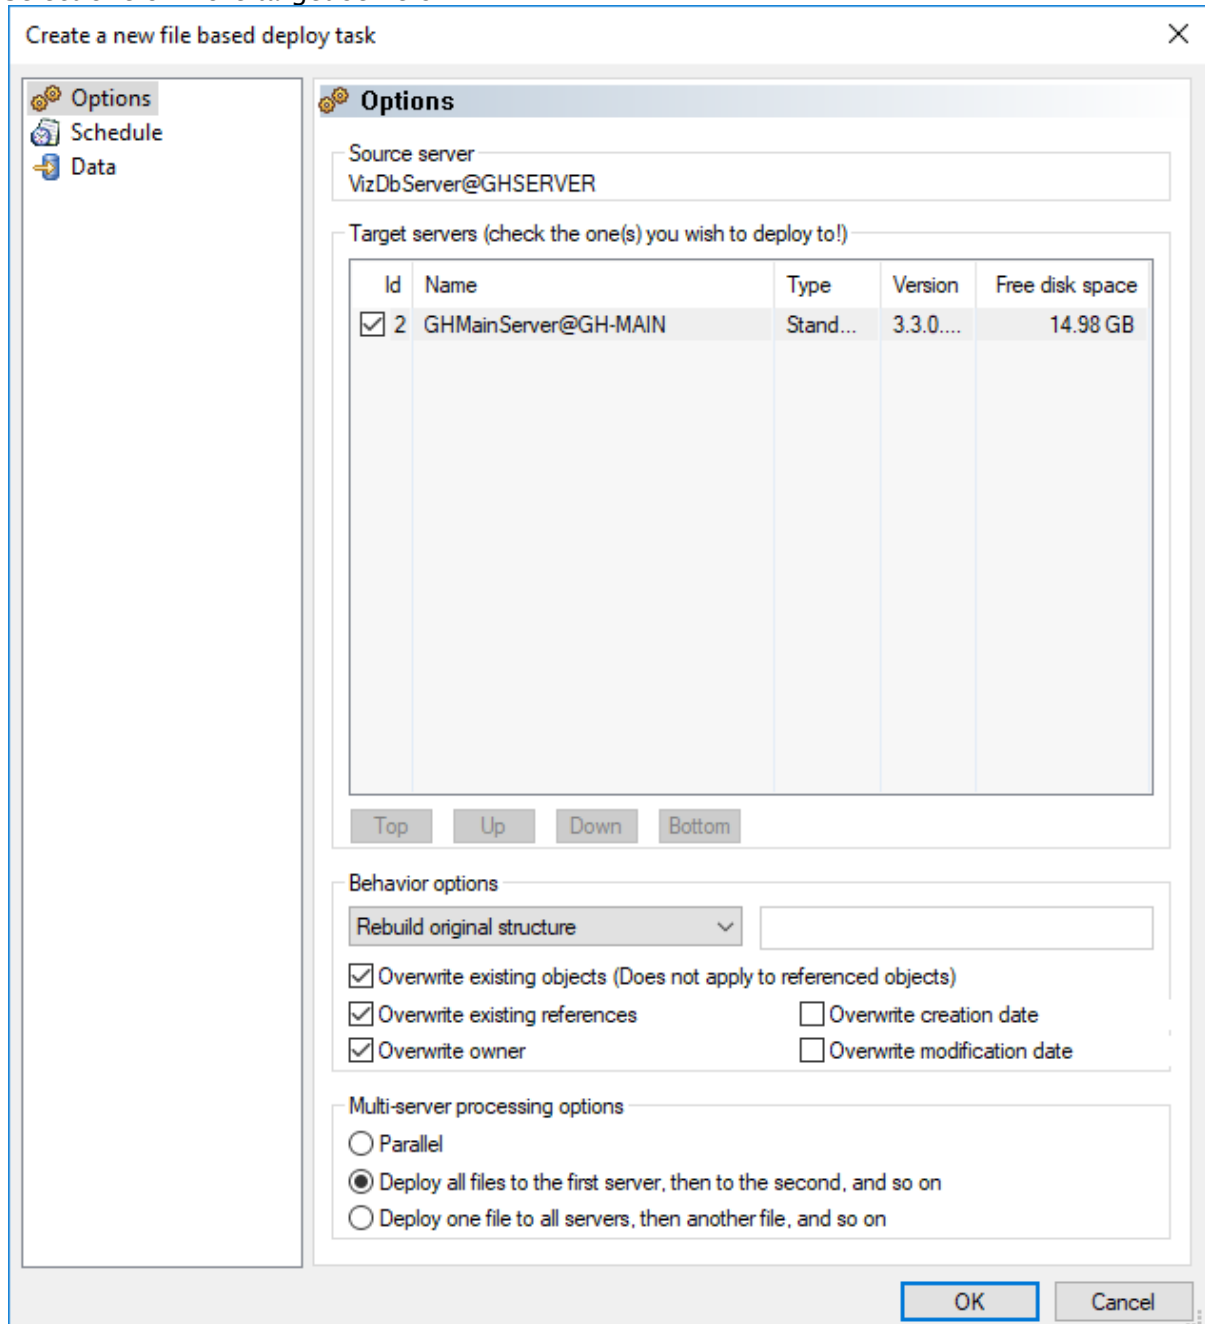 Create a new file based deploy task
Options
Schedule
Data
Options
Source server
VizDbServer@GHSERVER
Target servers (check the one(s) you wish to deploy to!)
Id Name Type Version Free disk space
2 GHMainServer@GH-MAIN Stand... 3.3.0.... 14.98 GB
Top Up Down Bottom
Behavior options
Rebuild original structure
Overwrite existing objects (Does not apply to referenced objects)
Overwrite existing references Overwrite creation date
Overwrite owner Overwrite modification date
Multi-server processing options
Parallel
Deploy all files to the first server, then to the second, and so on
Deploy one file to all servers, then another file, and so on
OK Cancel